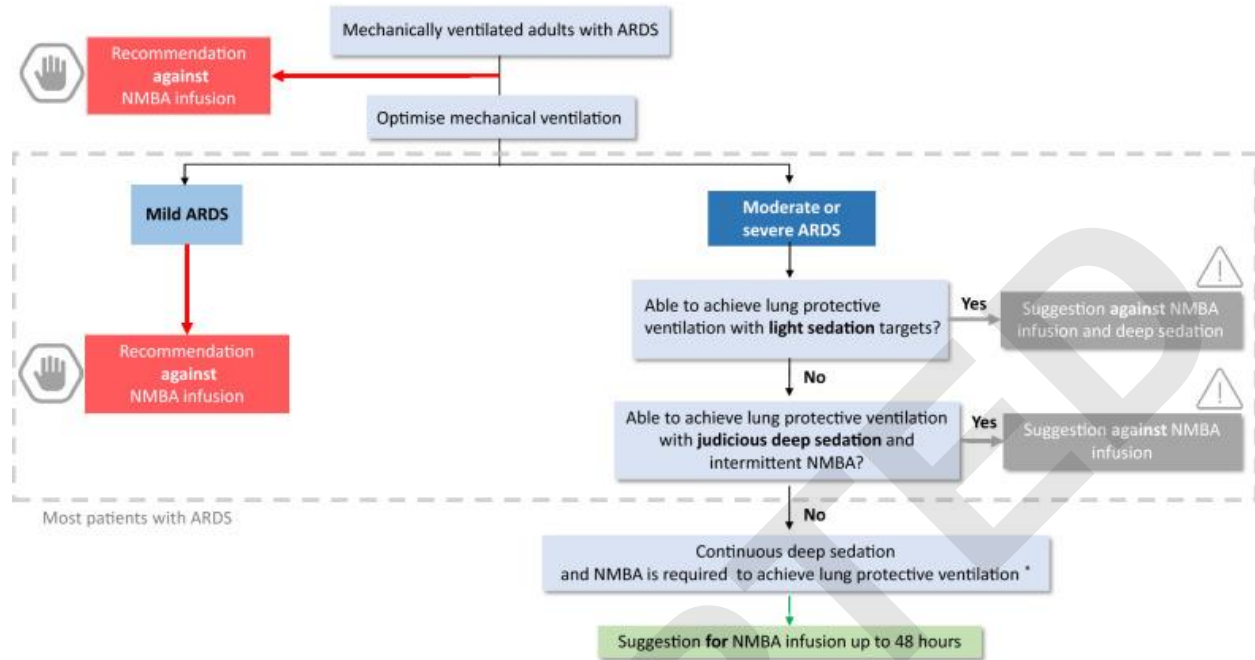 Mechanically ventilated adults with ARDS
Recommendation
against
NMBA infusion
Optimise mechanical ventilation
Mild ARDS
Moderate or
severe ARDS
Able to achieve lung protective
ventilation with light sedation targets?
Yes
Suggestion against NMBA
infusion and deep sedation
Recommendation
against
NMBA infusion
No
Able to achieve lung protective ventilation
with judicious deep sedation and
intermittent NMBA?
Yes
Suggestion against NMBA
infusion
Most patients with ARDS
No
Continuous deep sedation
and NMBA is required to achieve lung protective ventilation *
Suggestion for NMBA infusion up to 48 hours
PTED